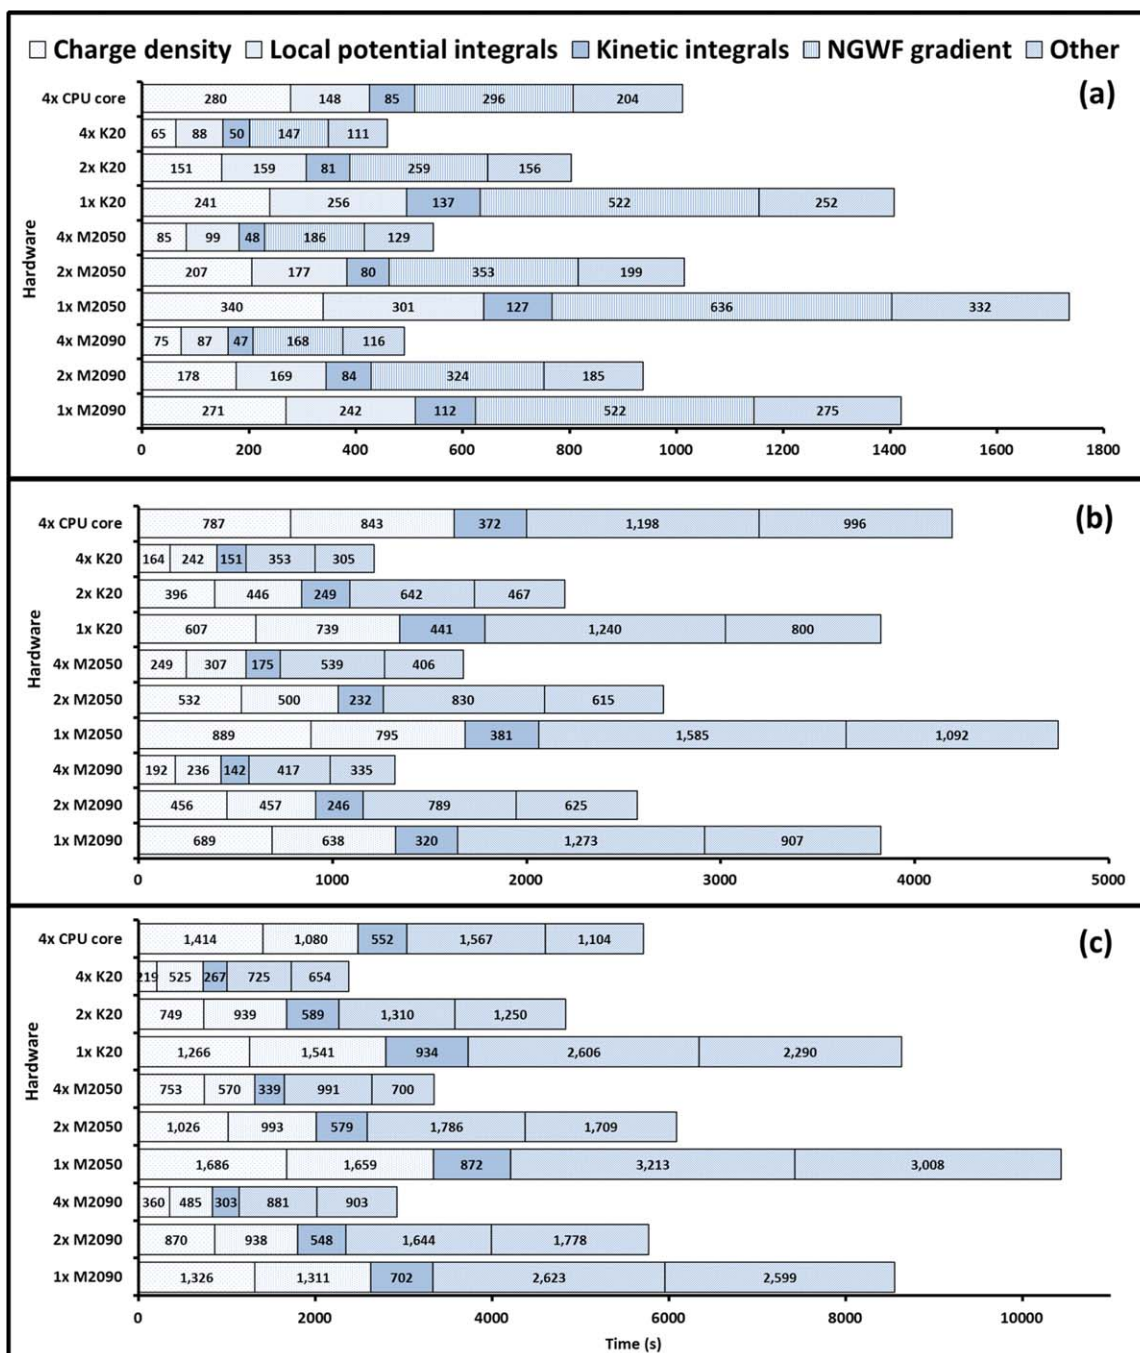 Charge density Local potential integrals Kinetic integrals NGWF gradient Other
(a)
4x CPU core 280 148 85 296 204
4x K20 65 88 50 147 111
2x K20 151 159 81 259 156
1x K20 241 256 137 522 252
4x M2050 85 99 48 186 129
2x M2050 207 177 80 353 199
1x M2050 340 301 127 636 332
4x M2090 75 87 47 168 116
2x M2090 178 169 84 324 185
1x M2090 271 242 112 522 275
Hardware
0 200 400 600 800 1000 1200 1400 1600 1800
(b)
4x CPU core 787 843 372 1,198 996
4x K20 164 242 151 353 305
2x K20 396 446 249 642 467
1x K20 607 739 441 1,240 800
4x M2050 249 307 175 539 406
2x M2050 532 500 232 830 615
1x M2050 889 795 381 1,585 1,092
4x M2090 192 236 142 417 335
2x M2090 456 457 246 789 625
1x M2090 689 638 320 1,273 907
Hardware
0 1000 2000 3000 4000 5000
(c)
4x CPU core 1,414 1,080 552 1,567 1,104
4x K20 219 525 267 725 654
2x K20 749 939 589 1,310 1,250
1x K20 1,266 1,541 934 2,606 2,290
4x M2050 753 570 339 991 700
2x M2050 1,026 993 579 1,786 1,709
1x M2050 1,686 1,659 872 3,213 3,008
4x M2090 360 485 303 881 903
2x M2090 870 938 548 1,644 1,778
1x M2090 1,326 1,311 702 2,623 2,599
Hardware
0 2000 4000 6000 8000 10000
Time (s)